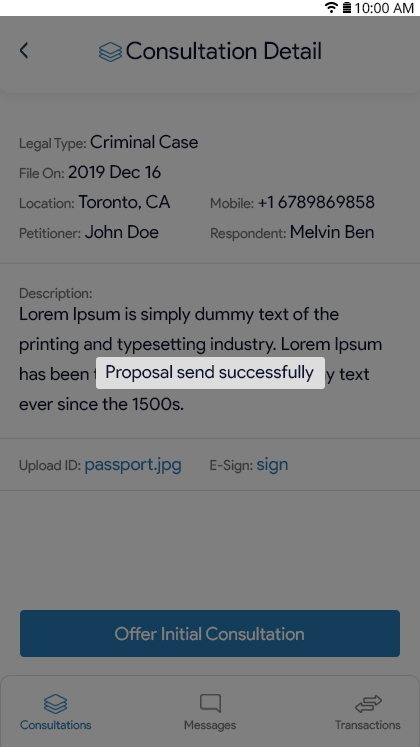 10:00 AM
Consultation Detail
Legal Type: Criminal Case
File On: 2019 Dec 16
Location: Toronto, CA Mobile: +1 6789869858
Petitioner: John Doe Respondent: Melvin Ben
Description:
Lorem Ipsum is simply dummy text of the
printing and typesetting industry. Lorem Ipsum
has been text
Proposal send successfully
ever since the 1500s.
Upload ID: passport.jpg E-Sign: sign
Offer Initial Consultation
Consultations Messages Transactions